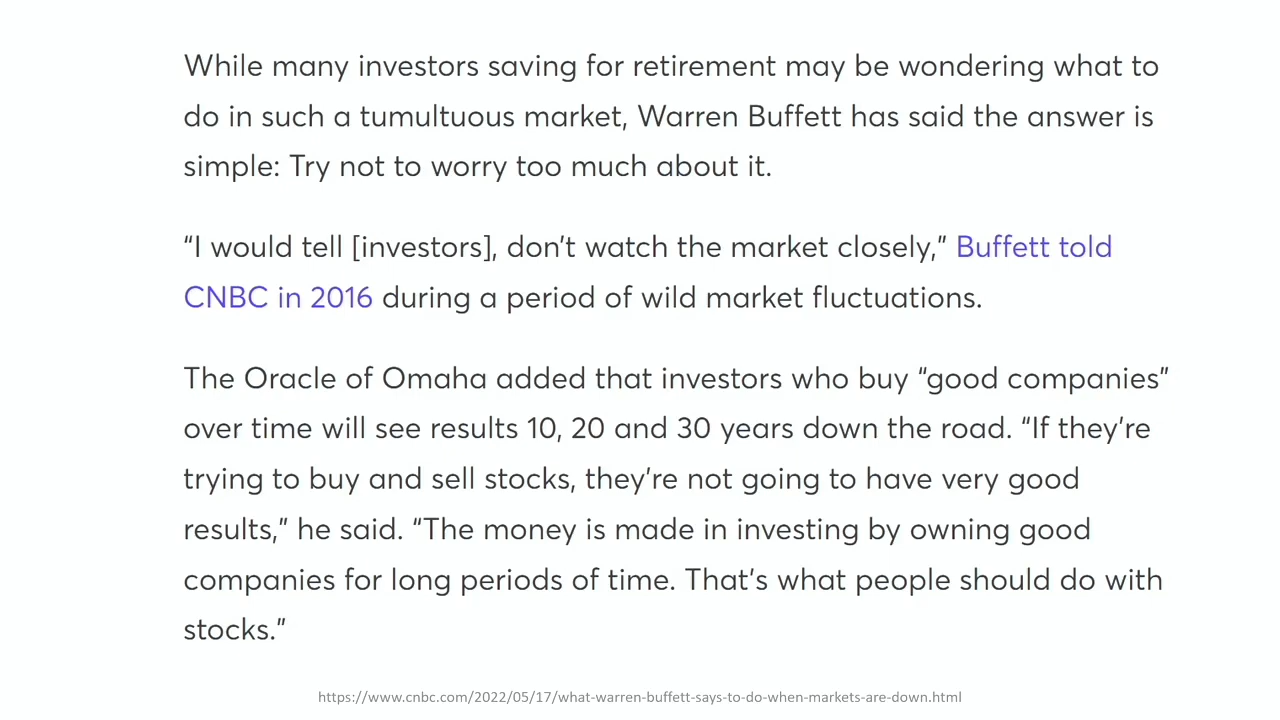 While many investors saving for retirement may be wondering what to
do in such a tumultuous market, Warren Buffett has said the answer is
simple: Try not to worry too much about it.
“I would tell [investors], don’t watch the market closely,” Buffett told
CNBC in 2016 during a period of wild market fluctuations.
The Oracle of Omaha added that investors who buy “good companies”
over time will see results 10, 20 and 30 years down the road. “If they’re
trying to buy and sell stocks, they’re not going to have very good
results,” he said. “The money is made in investing by owning good
companies for long periods of time. That’s what people should do with
stocks.”
https://www.cnbc.com/2022/05/17/what-warren-buffett-says-to-do-when-markets-are-down.html